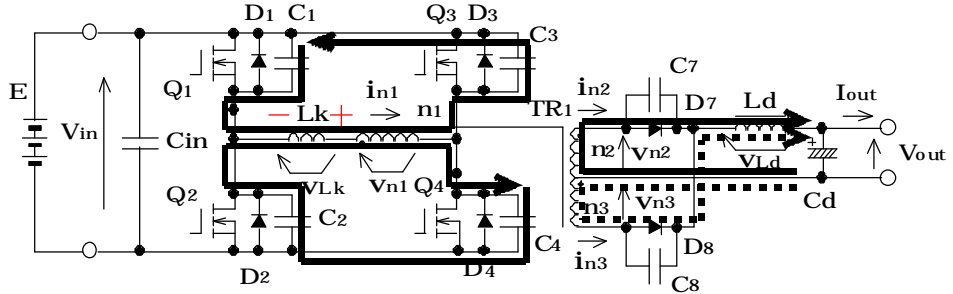 D1 C1 Q3 D3
C3
Q1
E
Vin
Cin
− Lk +
in1
n1
TR1
in2
C7
D7
Ld
Iout
n2
vn2
vLd
+
Vout
vLk
vn1
Q4
Q2
C2
n3
vn3
Cd
C4
D2
D4
in3
D8
C8